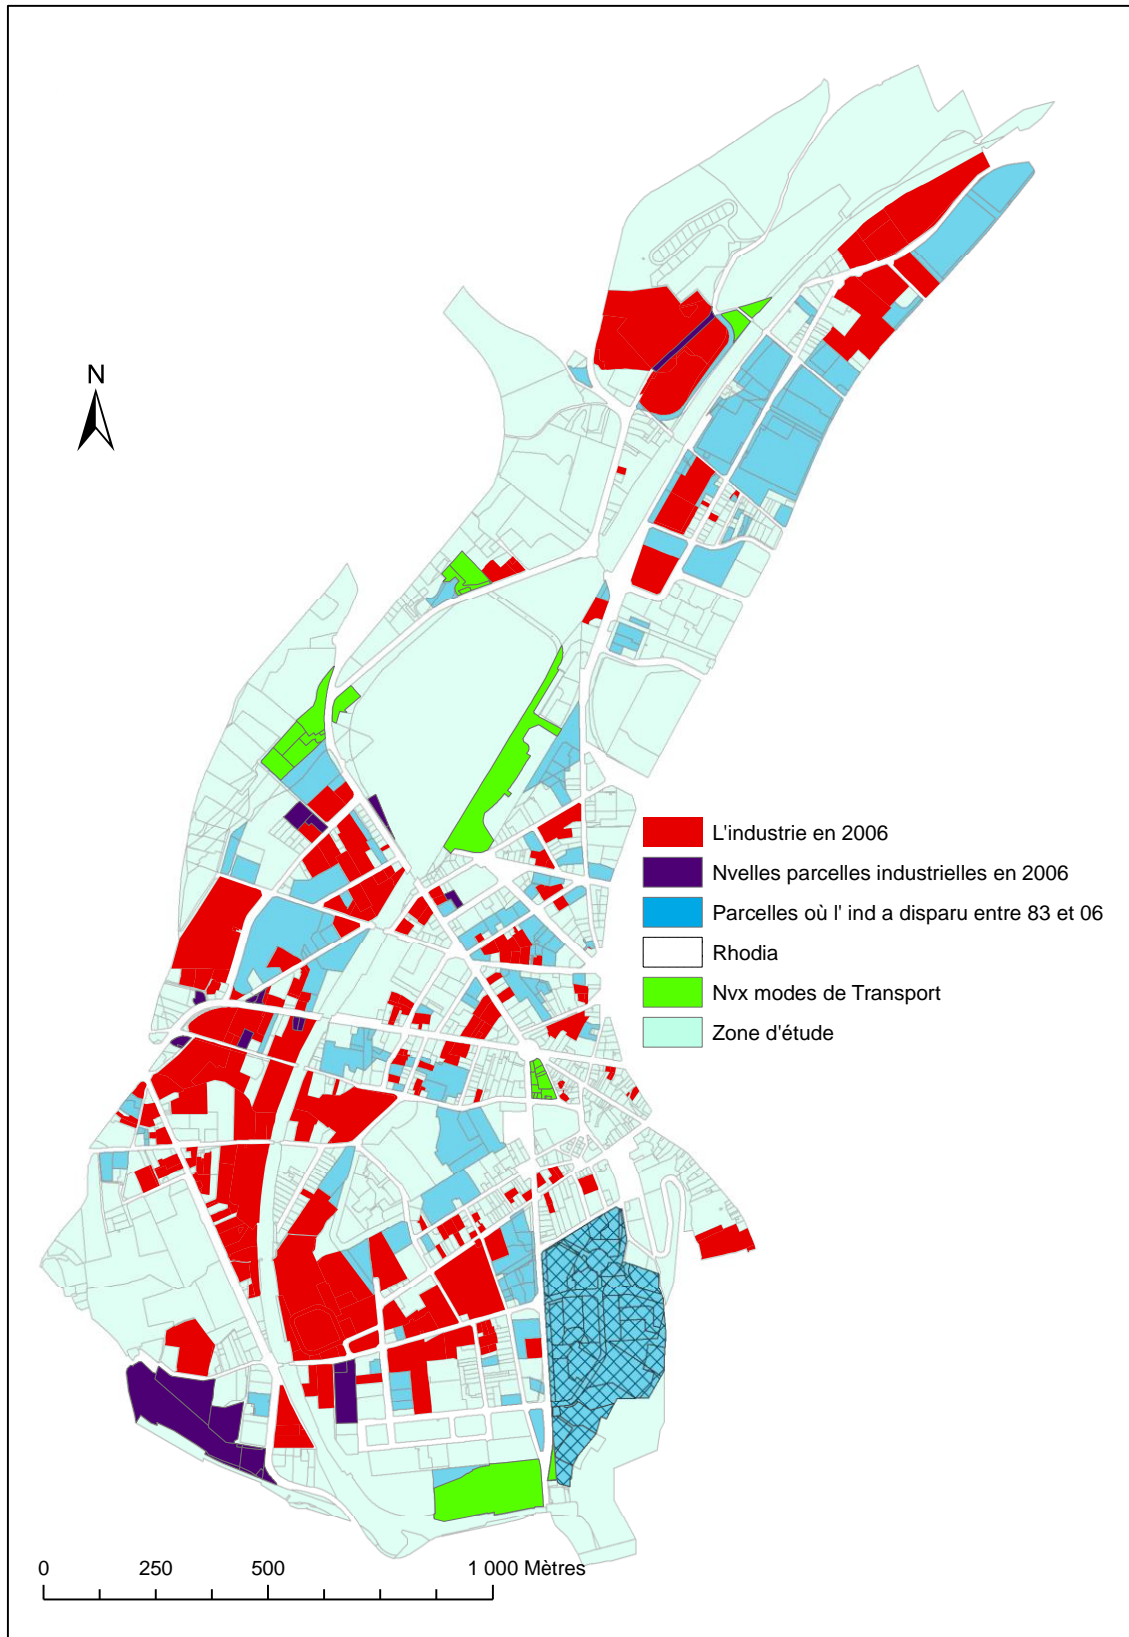 N
L'industrie en 2006
Nvelles parcelles industrielles en 2006
Parcelles où l' ind a disparu entre 83 et 06
Rhodia
Nvx modes de Transport
Zone d'étude
0 250 500 1 000 Mètres